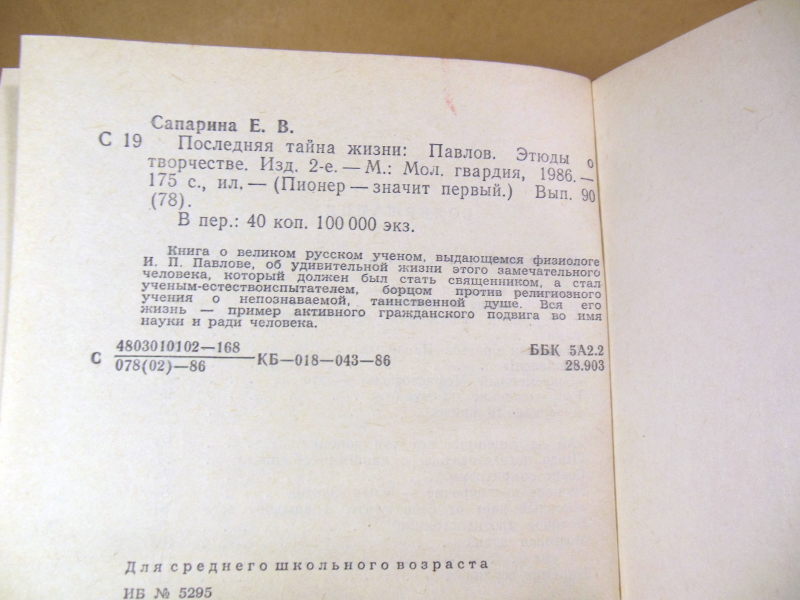 Сапарина Е. В.
С 19 Последняя тайна жизни: Павлов. Этюды о
творчестве. Изд. 2-е. — М.: Мол. гвардия, 1986. —
175 с., ил. — (Пионер — значит первый.) Вып. 90
(78).
В пер.: 40 коп. 100 000 экз.
Книга о великом русском ученом, выдающемся физиологе
И. П. Павлове, об удивительной жизни этого замечательного
человека, который должен был стать священником, а стал
ученым-естествоиспытателем, борцом против религиозного
учения о непознаваемой, таинственной душе. Вся его
жизнь — пример активного гражданского подвига во имя
науки и ради человека.
С 4803010102—168 ББК 5А2.2
078(02)—86 КБ—018—043—86 28.903
Для среднего школьного возраста
ИБ № 5295